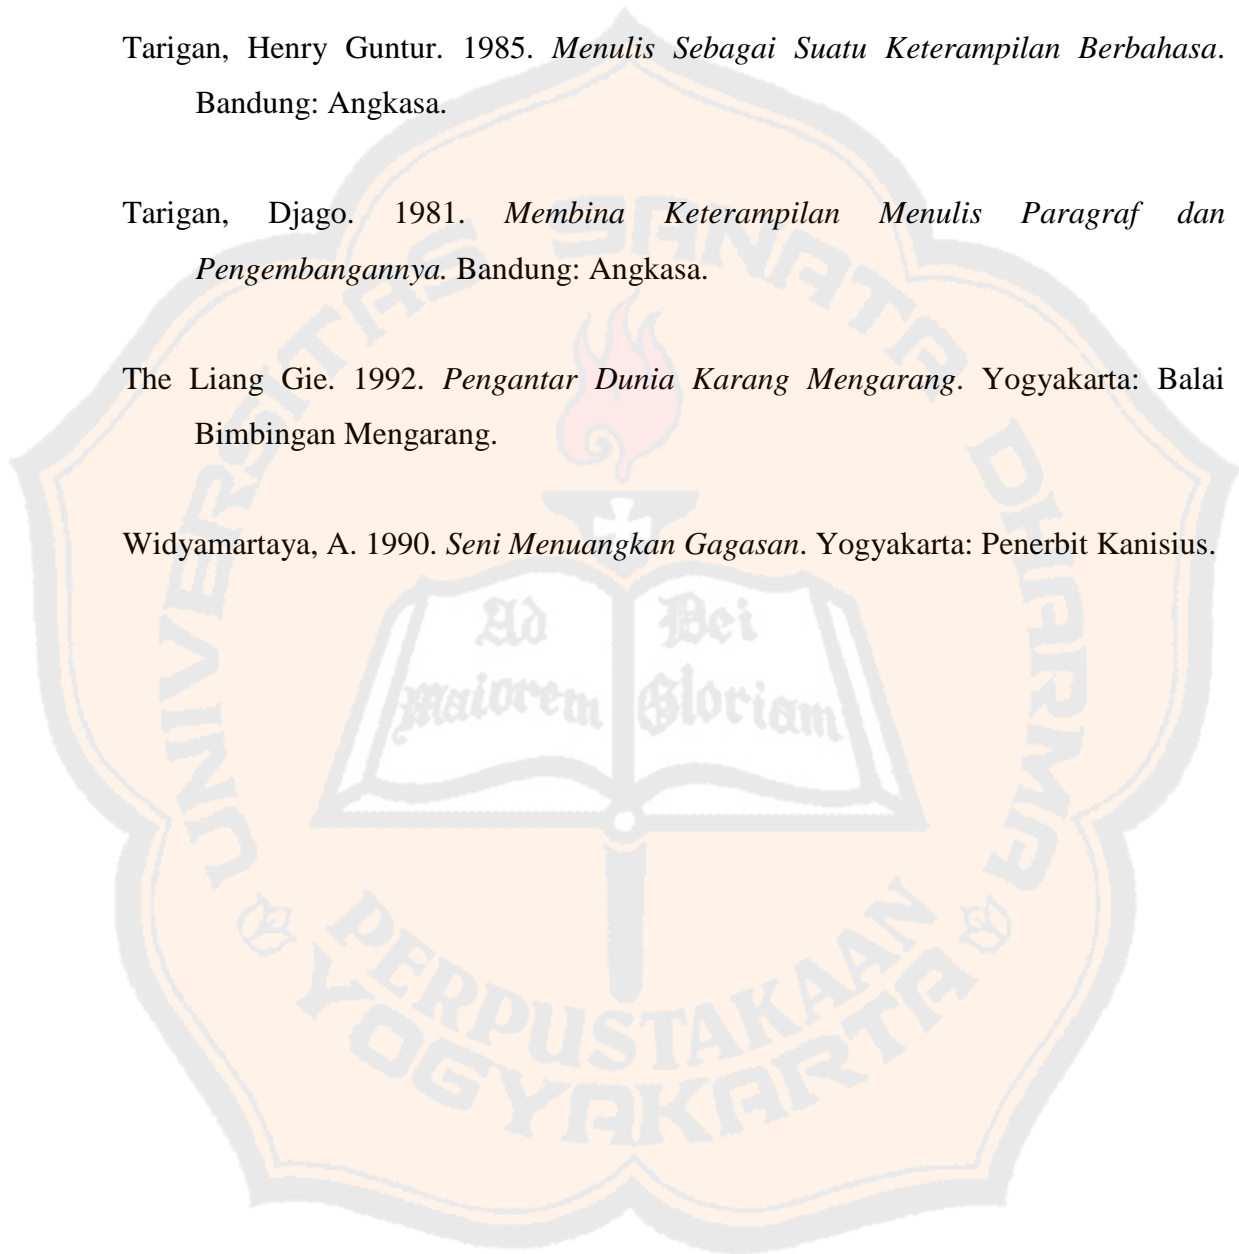 Tarigan, Henry Guntur. 1985. Menulis Sebagai Suatu Keterampilan Berbahasa.
Bandung: Angkasa.
Tarigan, Djago. 1981. Membina Keterampilan Menulis Paragraf dan
Pengembangannya. Bandung: Angkasa.
The Liang Gie. 1992. Pengantar Dunia Karang Mengarang. Yogyakarta: Balai
Bimbingan Mengarang.
Widyamartaya, A. 1990. Seni Menuangkan Gagasan. Yogyakarta: Penerbit Kanisius.
UNIVERSITAS SANATA DHARMA
Ad Dei
maiorem Gloriam
PERPUSTAKAAN
YOGYAKARTA